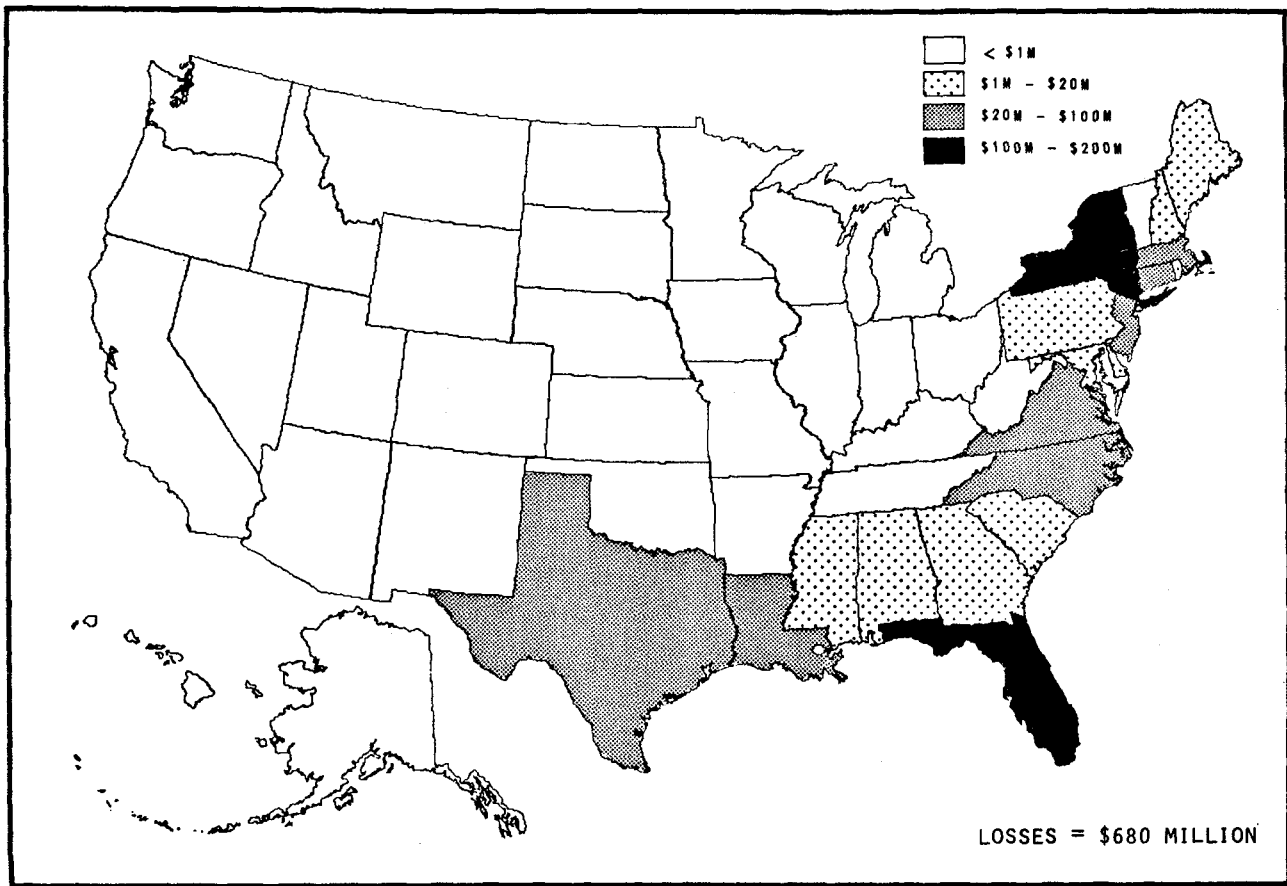 < $1M
$1M - $20M
$20M - $100M
$100M - $200M
LOSSES = $680 MILLION